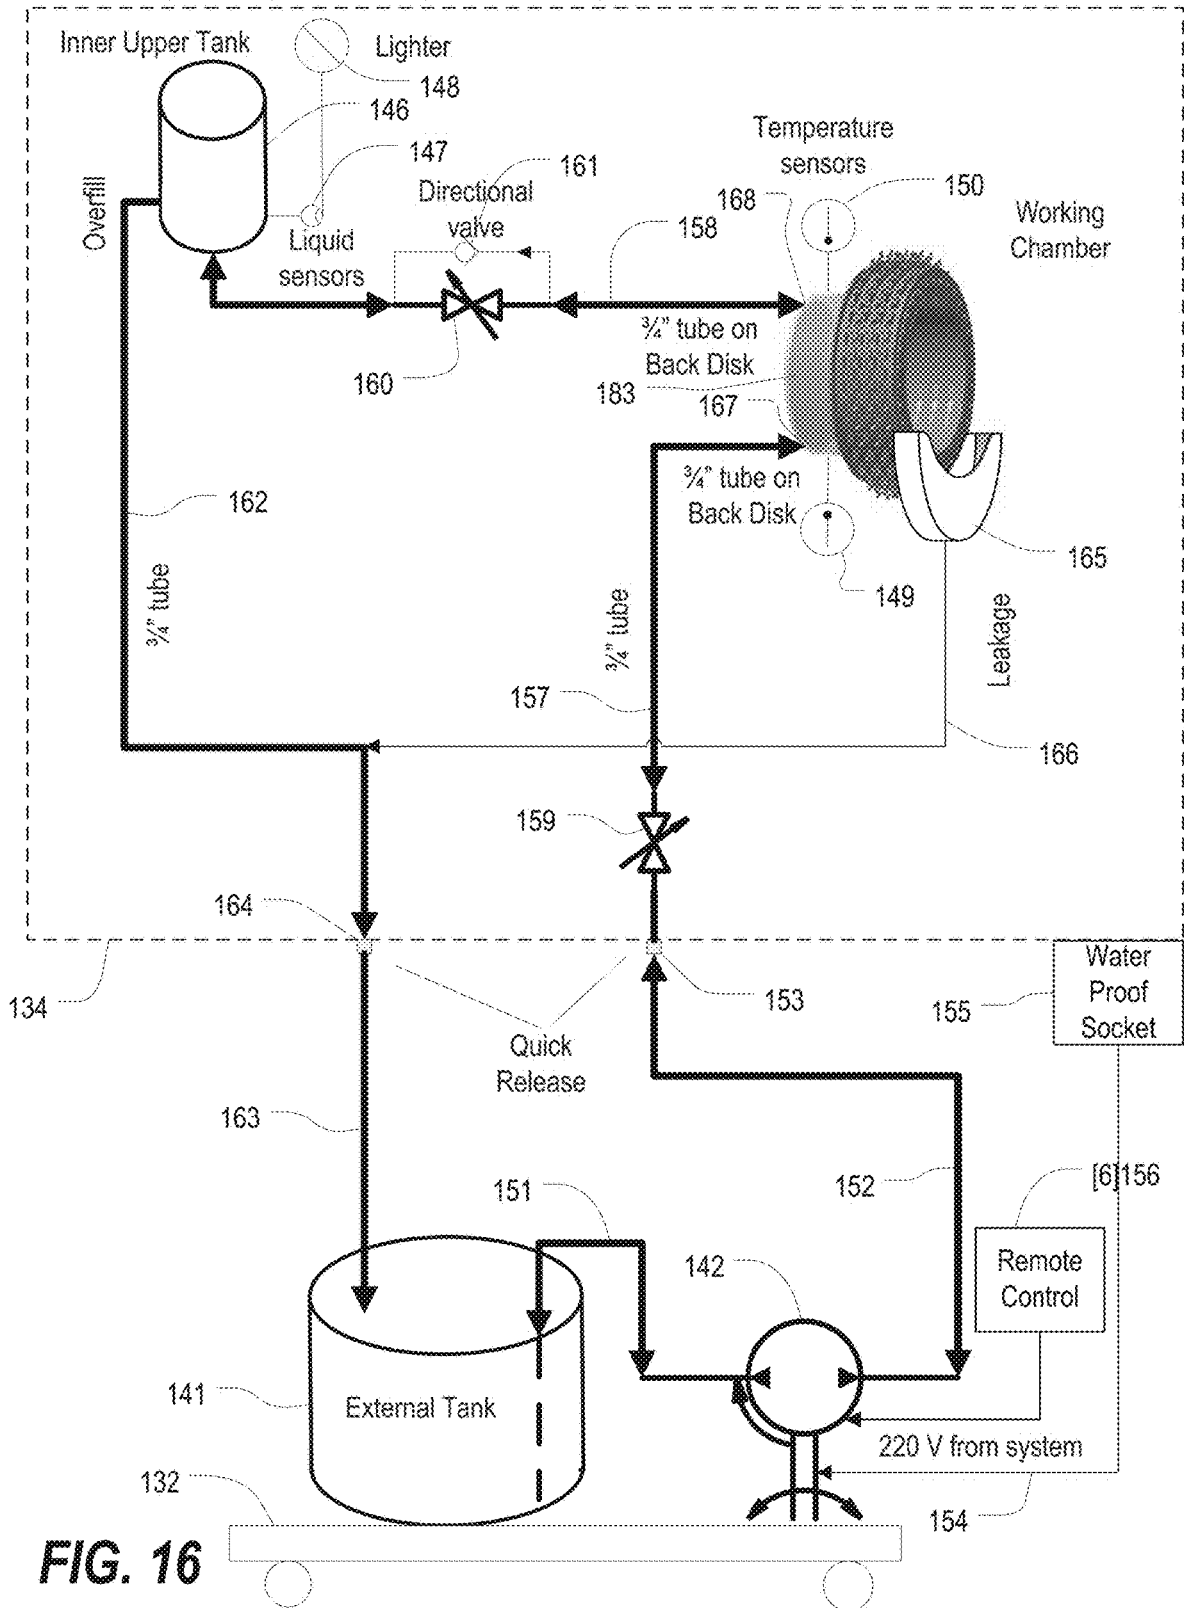 Inner Upper Tank
Lighter
148
146
147
Overfill
Liquid
sensors
Directional
valve
161
Temperature
sensors
168
150
158
Working
Chamber
¾” tube on
Back Disk
160
183
167
¾” tube on
Back Disk
162
165
149
¾” tube
¾” tube
Leakage
157
166
159
164
153
134
Quick
Release
155
Water
Proof
Socket
163
151
152
[6]156
142
Remote
Control
141
External Tank
220 V from system
132
154
FIG. 16